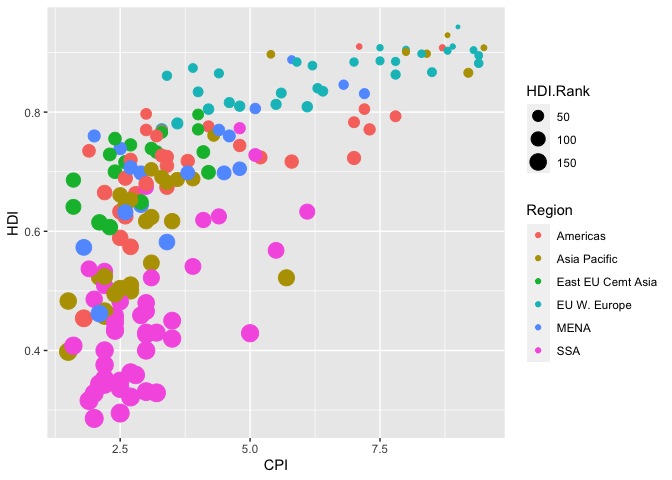 HDI
0.8
0.6
0.4
2.5
5.0
7.5
CPI
HDI.Rank
50
100
150
Region
Americas
Asia Pacific
East EU Cemt Asia
EU W. Europe
MENA
SSA